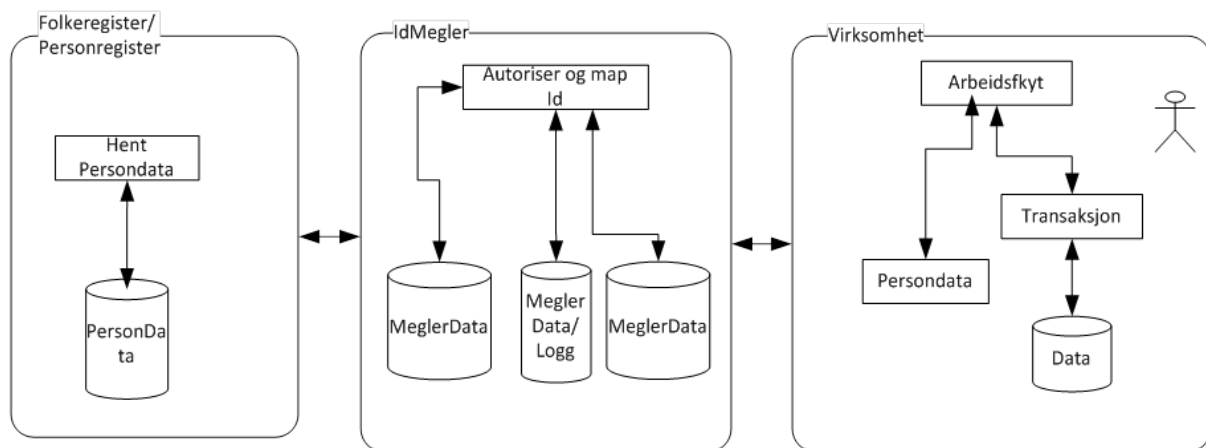 Folkeregister/
Personregister
Hent
Persondata
PersonDa
ta
IdMegler
Autoriser og map
Id
MeglerData
Megler
Data/
Logg
MeglerData
Virksomhet
Arbeidsfkyt
Transaksjon
Persondata
Data